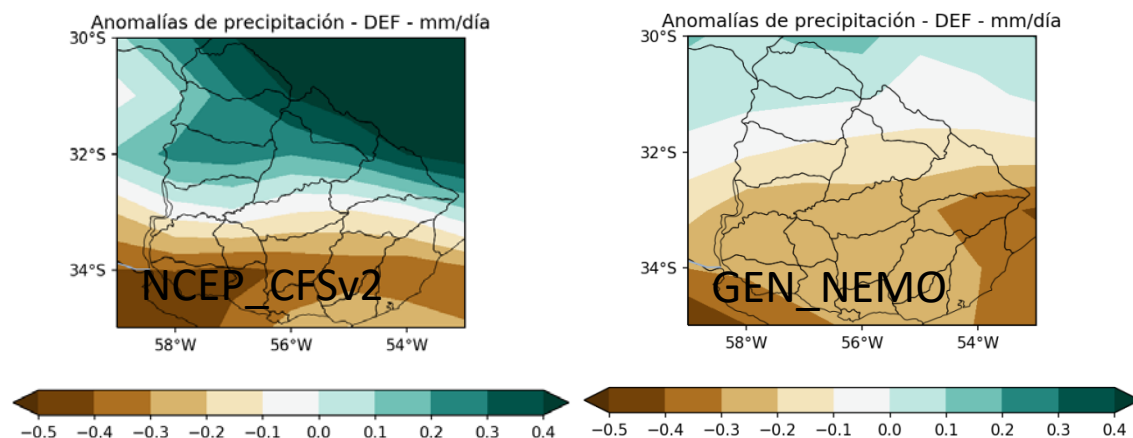 Anomalías de precipitación - DEF - mm/día
30°S
32°S
34°S
NCEP_CFSv2
58°W 56°W 54°W
−0.5 −0.4 −0.3 −0.2 −0.1 0.0 0.1 0.2 0.3 0.4
Anomalías de precipitación - DEF - mm/día
30°S
32°S
34°S
GEN_NEMO
58°W 56°W 54°W
−0.5 −0.4 −0.3 −0.2 −0.1 0.0 0.1 0.2 0.3 0.4